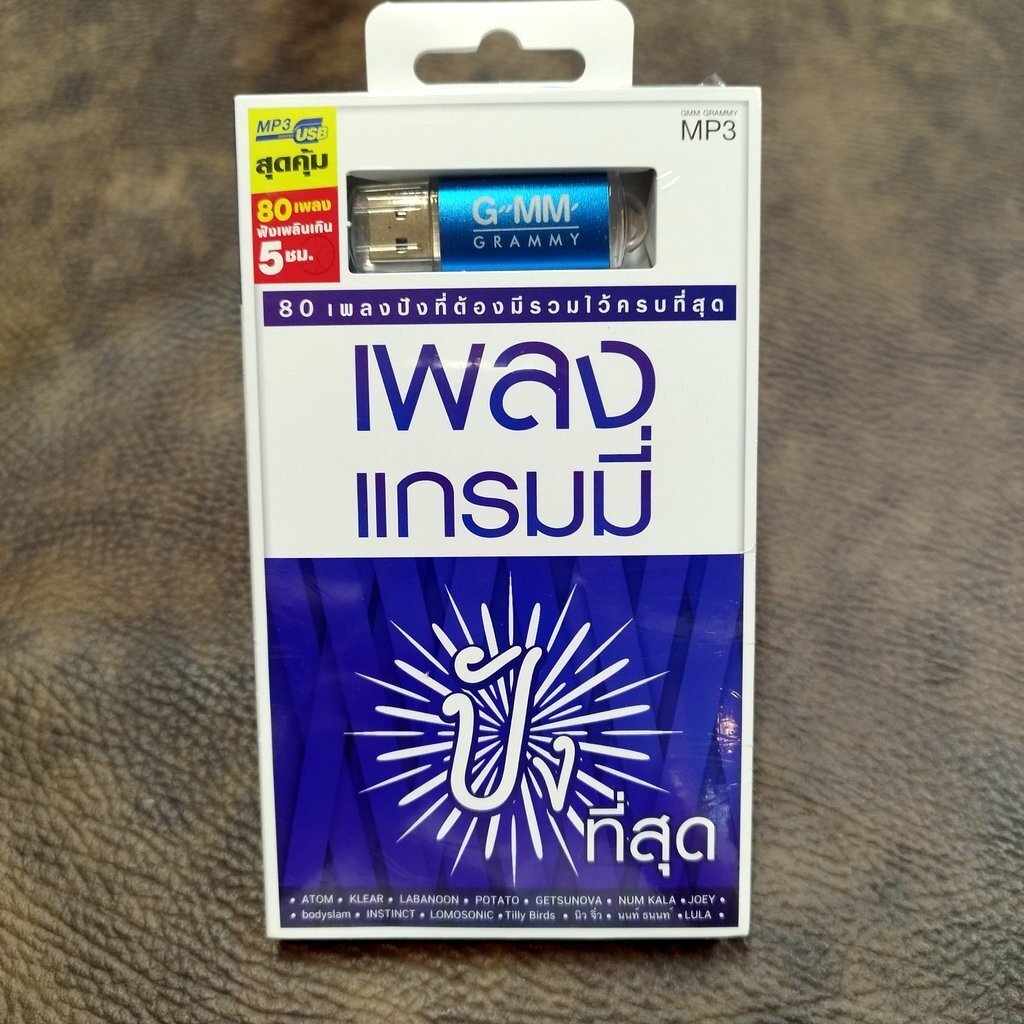 GMM GRAMMY
MP3
MP3
USB
สุดคุ้ม
80 เพลง
ฟังเพลินเกิน
5 ชม.
GMM
GRAMMY
80 เพลงปังที่ต้องมีรวมไว้ครบที่สุด
เพลง
แกรมมี่
ปัง
ที่สุด
• ATOM • KLEAR • LABANOON • POTATO • GETSUNOVA • NUM KALA • JOEY •
• bodyslam • INSTINCT • LOMOSONIC • Tilly Birds • นิว จิ๋ว • นนท์ ธนนท์ • LULA •